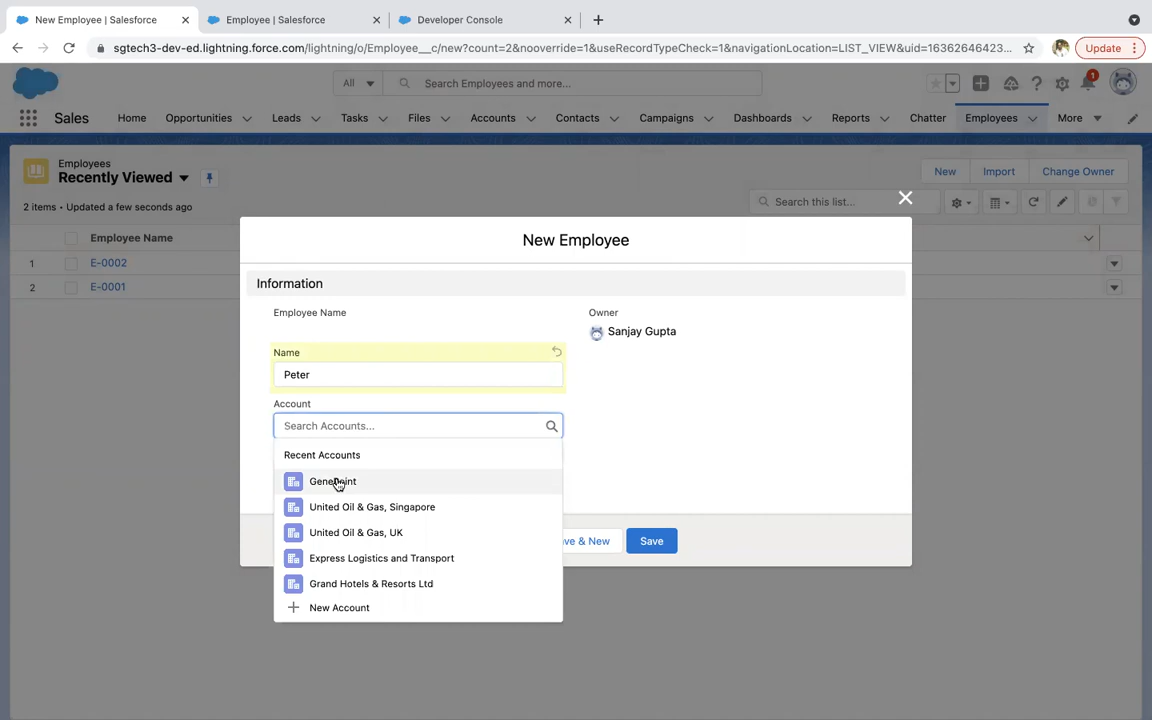 New Employee | Salesforce
Employee | Salesforce
Developer Console
sgtech3-dev-ed.lightning.force.com/lightning/o/Employee__c/new?count=2&nooverride=1&useRecordTypeCheck=1&navigationLocation=LIST_VIEW&uid=16362646423...
Update
All
Search Employees and more...
1
Sales
Home
Opportunities
Leads
Tasks
Files
Accounts
Contacts
Campaigns
Dashboards
Reports
Chatter
Employees
More
Employees
Recently Viewed
New
Import
Change Owner
2 items • Updated a few seconds ago
Search this list...
Employee Name
1
E-0002
2
E-0001
New Employee
Information
Employee Name
Owner
Sanjay Gupta
Name
Peter
Account
Search Accounts...
Recent Accounts
GenePoint
United Oil & Gas, Singapore
United Oil & Gas, UK
Express Logistics and Transport
Grand Hotels & Resorts Ltd
New Account
ve & New
Save